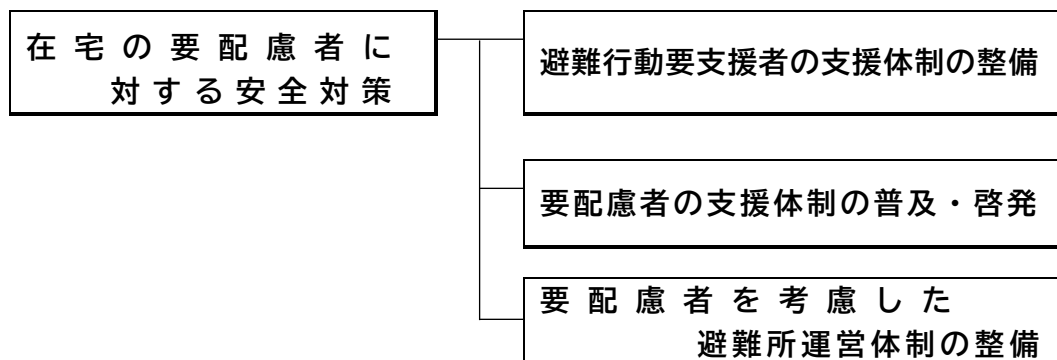 在宅の要配慮者に
対する安全対策
避難行動要支援者の支援体制の整備
要配慮者の支援体制の普及・啓発
要配慮者を考慮した
避難所運営体制の整備